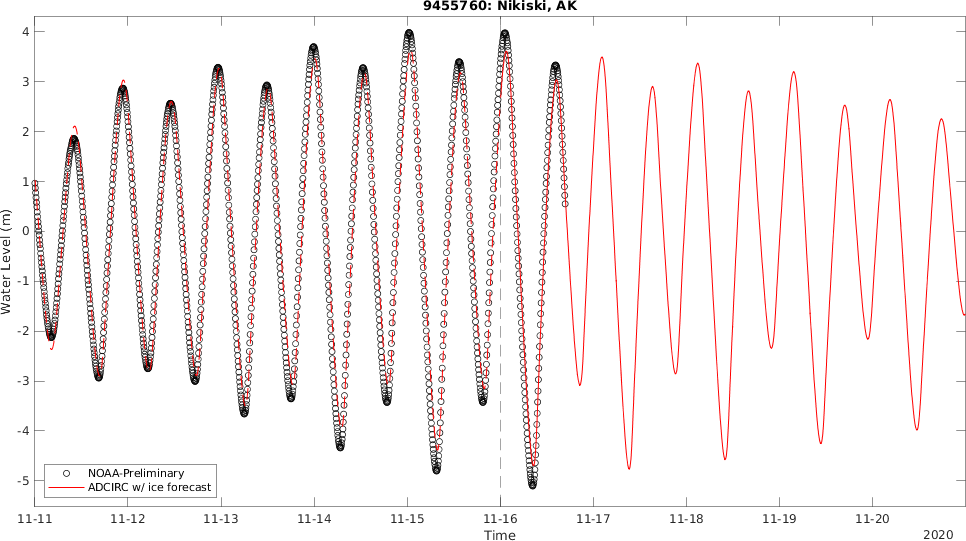 9455760: Nikiski, AK
4
3
2
1
0
-1
-2
-3
-4
-5
Water Level (m)
NOAA-Preliminary
ADCIRC w/ ice forecast
11-11 11-12 11-13 11-14 11-15 11-16 11-17 11-18 11-19 11-20
Time
2020